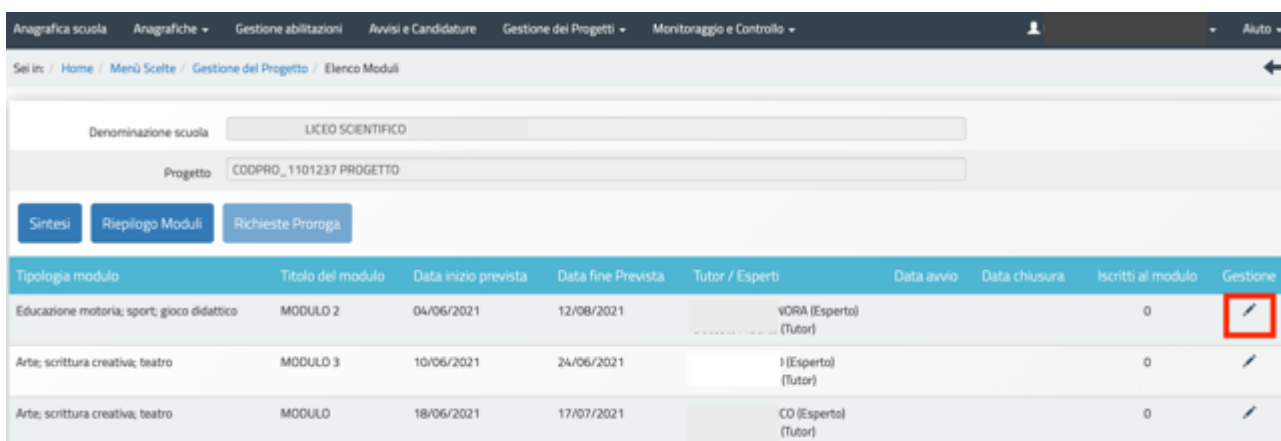 Anagrafica scuola Anagrafiche Gestione abilitazioni Avvisi e Candidature Gestione dei Progetti Monitoraggio e Controllo Aiuto
Sei in: / Home / Menù Scelte / Gestione del Progetto / Elenco Moduli
Denominazione scuola LICEO SCIENTIFICO
Progetto CODPRO_1101237 PROGETTO
Sintesi Riepilogo Moduli Richieste Proroga
Tipologia modulo Titolo del modulo Data inizio prevista Data fine Prevista Tutor / Esperti Data avvio Data chiusura Iscritti al modulo Gestione
Educazione motoria; sport; gioco didattico MODULO 2 04/06/2021 12/08/2021 (Esperto) 0
(Tutor)
Arte; scrittura creativa; teatro MODULO 3 10/06/2021 24/06/2021 (Esperto) 0
(Tutor)
Arte; scrittura creativa; teatro MODULO 18/06/2021 17/07/2021 CO (Esperto) 0
(Tutor)